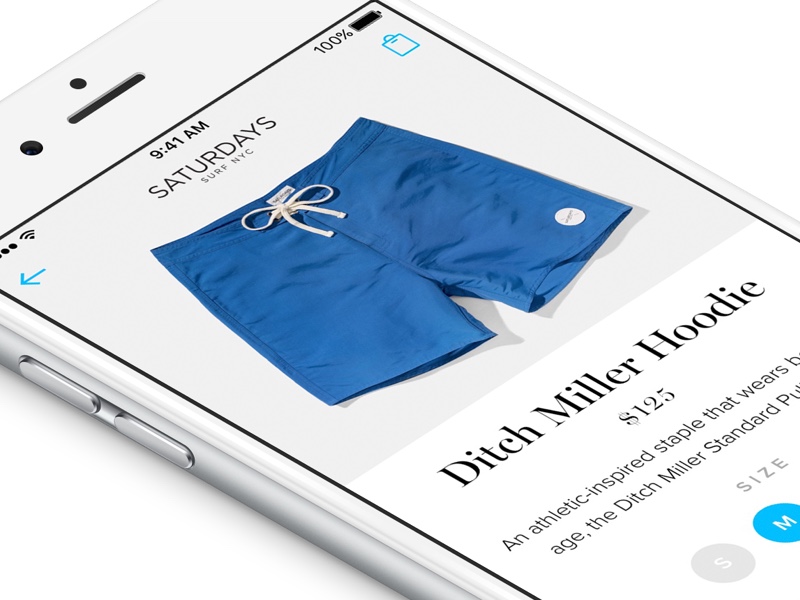 100%
9:41 AM
SATURDAYS
SURF NYC
Ditch Miller Hoodie
$125
An athletic-inspired staple that wears b
age, the Ditch Miller Standard Pul
SIZE
S
M